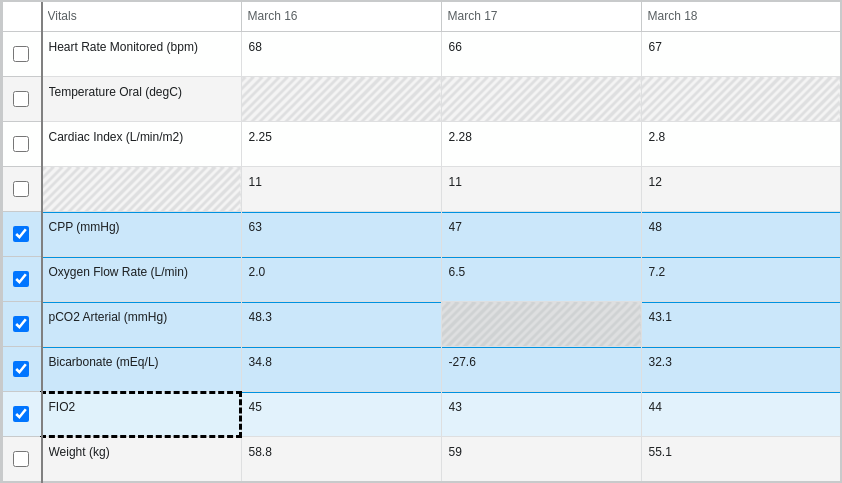 Vitals March 16 March 17 March 18
Heart Rate Monitored (bpm) 68 66 67
Temperature Oral (degC)
Cardiac Index (L/min/m2) 2.25 2.28 2.8
11 11 12
CPP (mmHg) 63 47 48
Oxygen Flow Rate (L/min) 2.0 6.5 7.2
pCO2 Arterial (mmHg) 48.3 43.1
Bicarbonate (mEq/L) 34.8 -27.6 32.3
FIO2 45 43 44
Weight (kg) 58.8 59 55.1